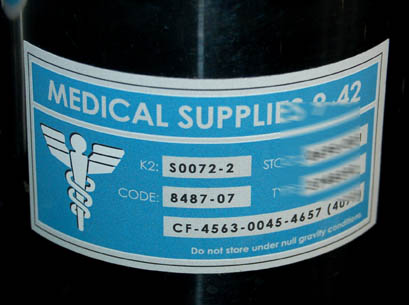 MEDICAL SUPPLIES 8-42
K2: S0072-2
CODE: 8487-07
CF-4563-0045-4657
Do not store under null gravity conditions